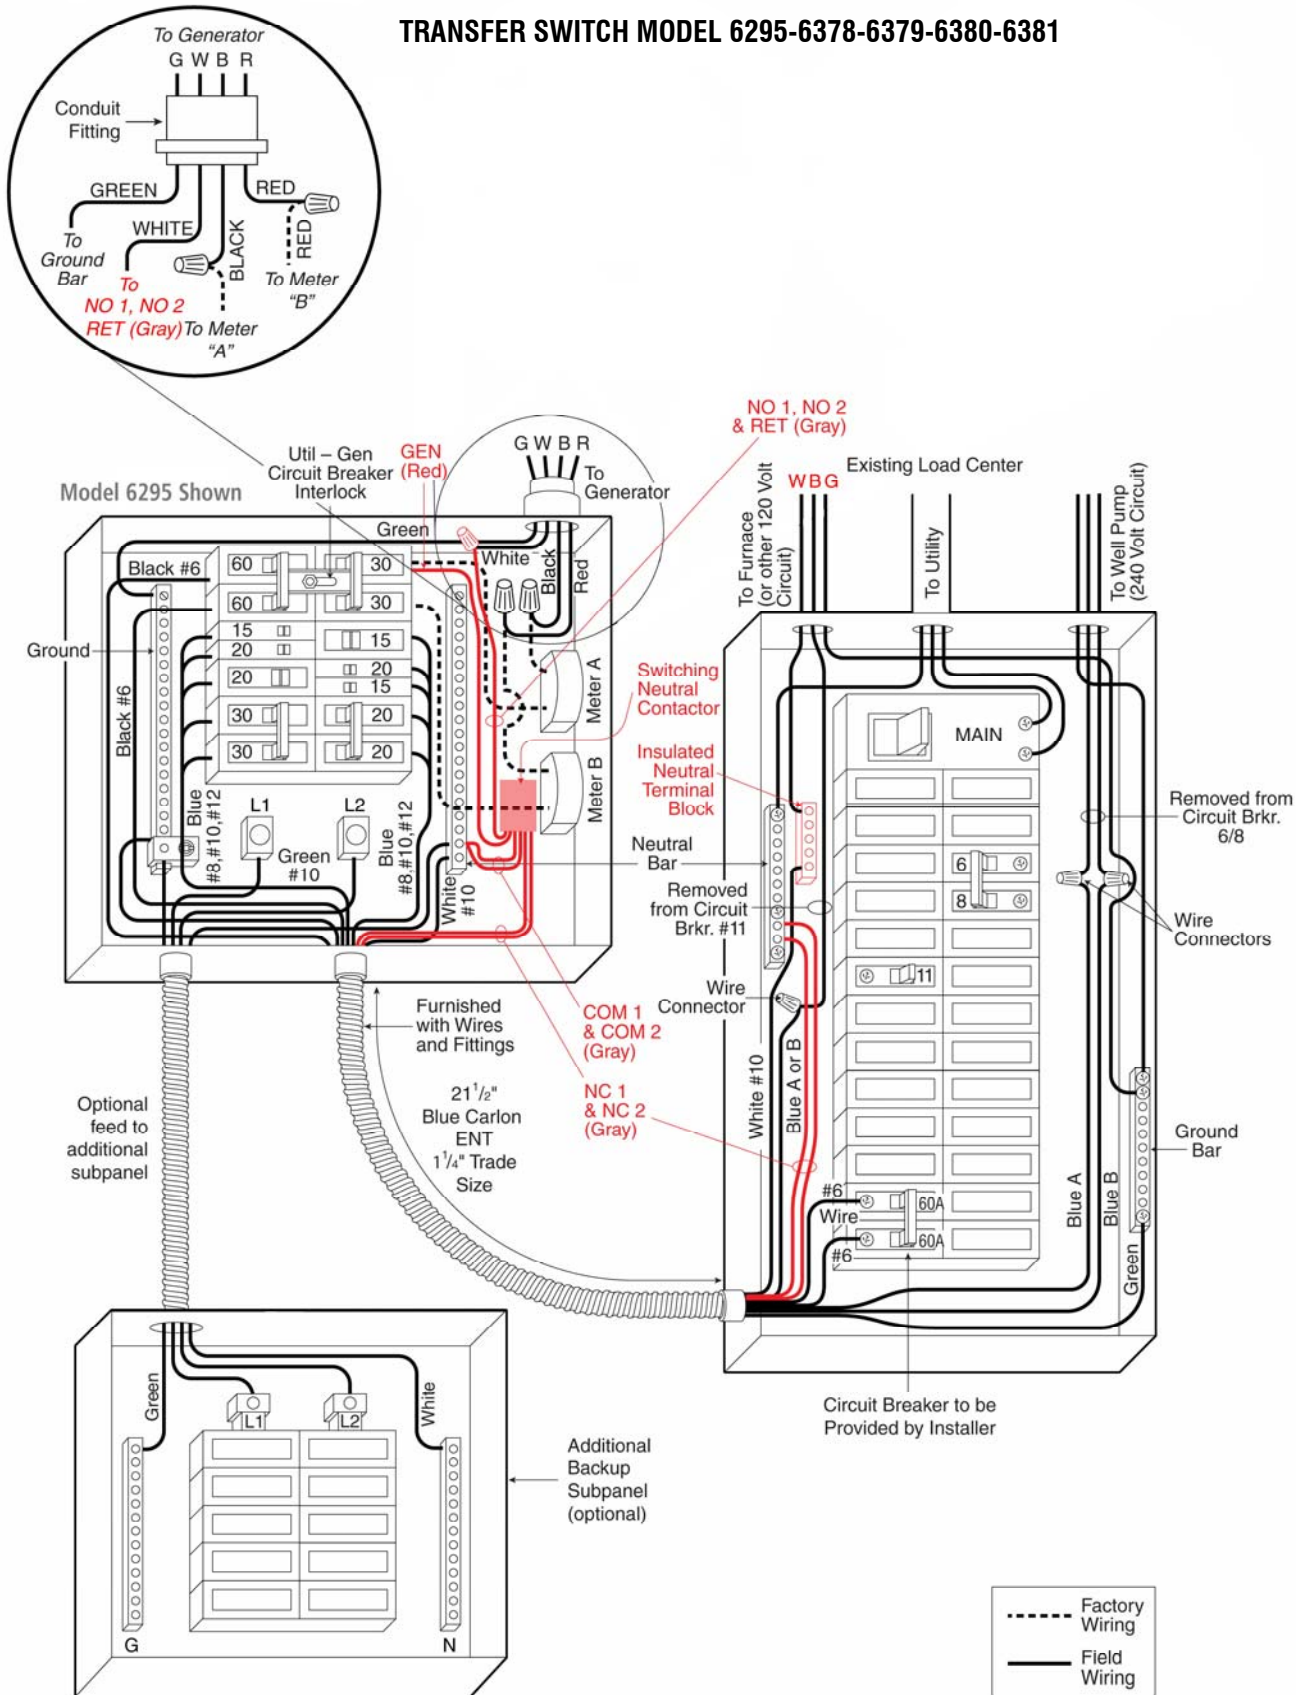 TRANSFER SWITCH MODEL 6295-6378-6379-6380-6381
To Generator
G W B R
Conduit
Fitting
GREEN
RED
WHITE
BLACK
RED
To
Ground
Bar
To
NO 1, NO 2
RET (Gray)
To Meter
"A"
To Meter
"B"
Model 6295 Shown
Util – Gen
Circuit Breaker
Interlock
GEN
(Red)
G W B R
To
Generator
NO 1, NO 2
& RET (Gray)
Green
White
Black
Red
Black #6
60
30
60
30
15
15
20
20
20
15
30
20
30
20
Ground
Black #6
Blue
#8,#10,#12
L1
L2
Green
#10
Blue
#8,#10,#12
White
#10
Meter A
Meter B
Switching
Neutral
Contactor
Insulated
Neutral
Terminal
Block
Neutral
Bar
Removed
from Circuit
Brkr. #11
Wire
Connector
Existing Load Center
W B G
To Furnace
(or other 120 Volt
Circuit)
To Utility
To Well Pump
(240 Volt Circuit)
MAIN
6
8
11
Removed from
Circuit Brkr.
6/8
Wire
Connectors
White #10
Blue A or B
#6
Wire
#6
60A
60A
Blue A
Blue B
Green
Ground
Bar
Furnished
with Wires
and Fittings
21 1/2"
Blue Carlon
ENT
1 1/4" Trade
Size
COM 1
& COM 2
(Gray)
NC 1
& NC 2
(Gray)
Optional
feed to
additional
subpanel
Circuit Breaker to be
Provided by Installer
Green
L1
L2
White
G
N
Additional
Backup
Subpanel
(optional)
Factory
Wiring
Field
Wiring